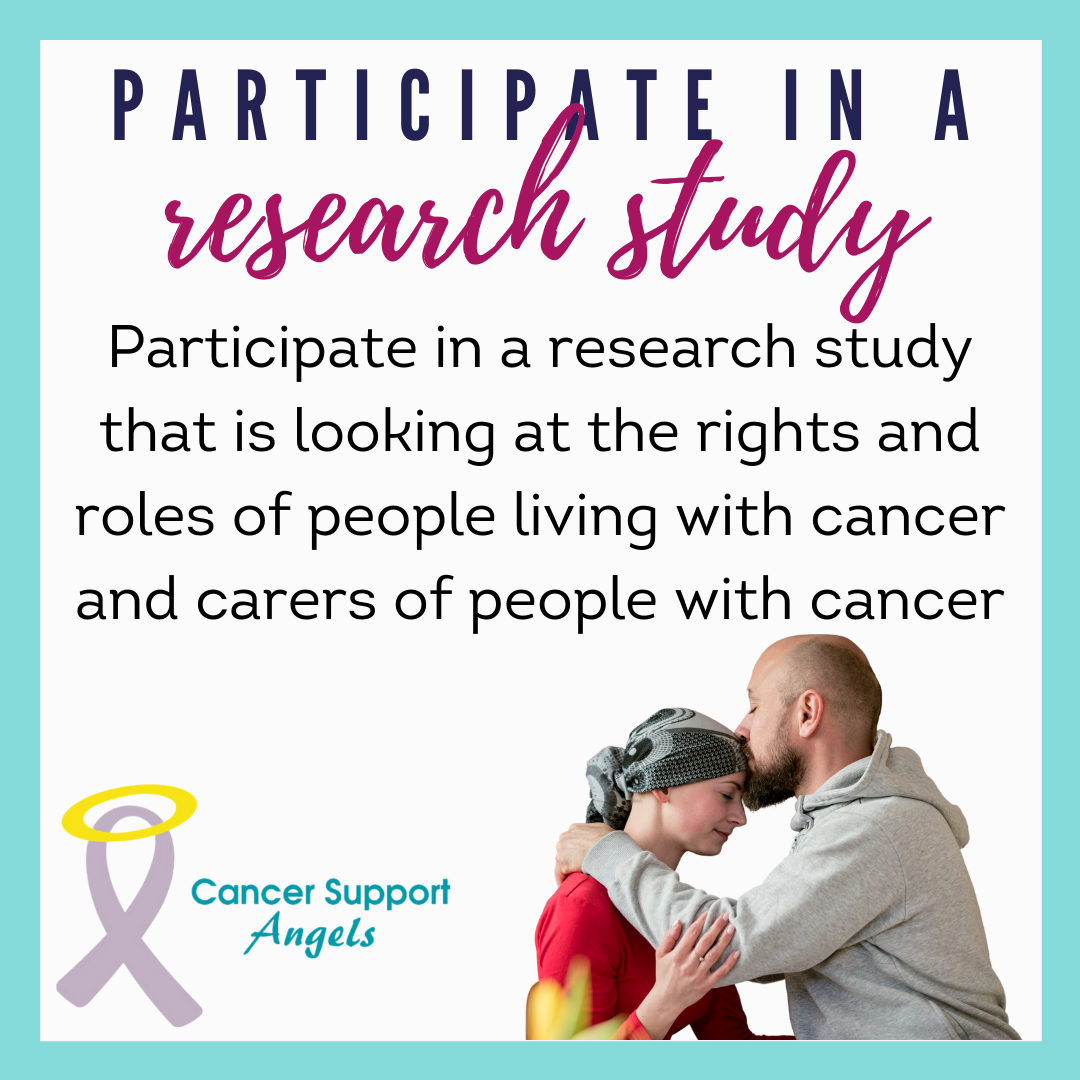 PARTICIPATE IN A
research study
Participate in a research study
that is looking at the rights and
roles of people living with cancer
and carers of people with cancer
Cancer Support
Angels